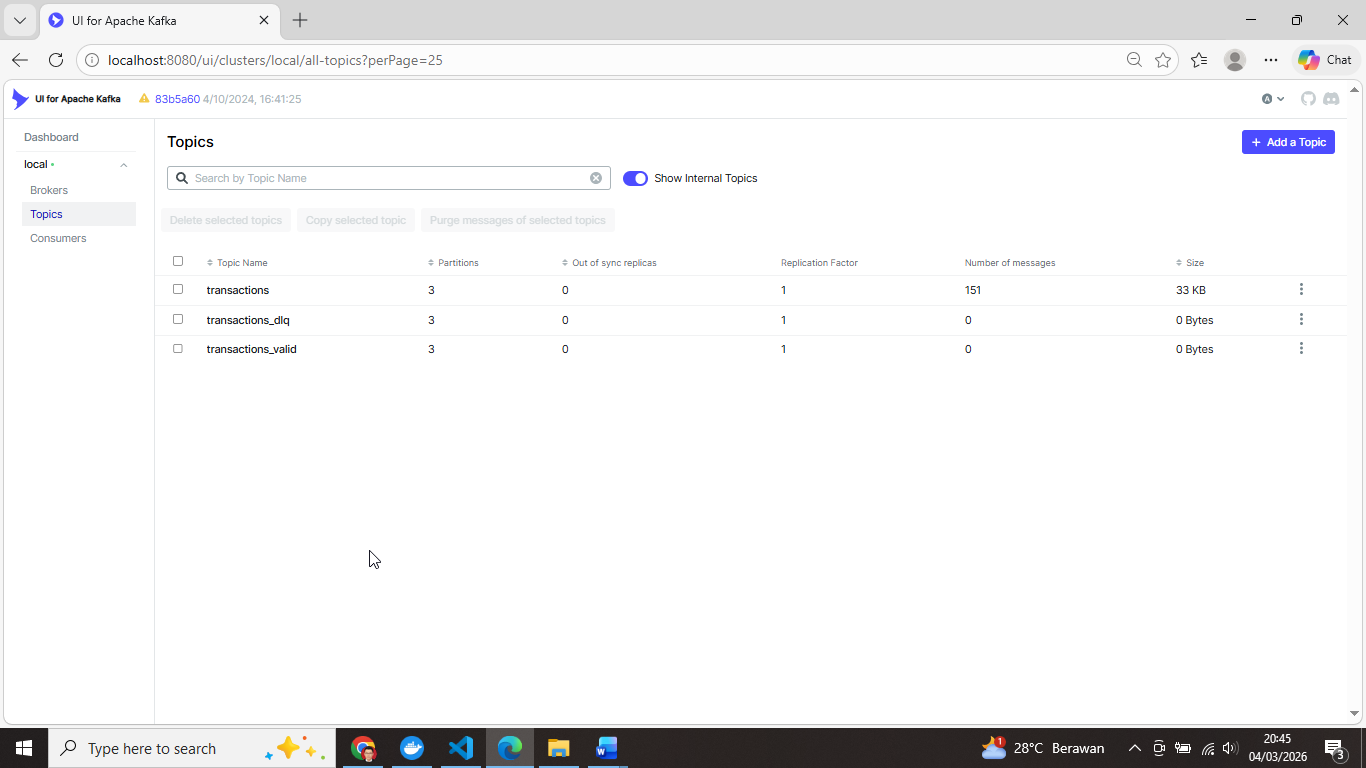 UI for Apache Kafka
localhost:8080/ui/clusters/local/all-topics?perPage=25
Chat
UI for Apache Kafka 83b5a60 4/10/2024, 16:41:25
A
Dashboard
local
Brokers
Topics
Consumers
Topics
+ Add a Topic
Search by Topic Name
Show Internal Topics
Delete selected topics Copy selected topic Purge messages of selected topics
Topic Name Partitions Out of sync replicas Replication Factor Number of messages Size
transactions 3 0 1 151 33 KB
transactions_dlq 3 0 1 0 0 Bytes
transactions_valid 3 0 1 0 0 Bytes
Type here to search
1
28°C Berawan
20:45
04/03/2026
3